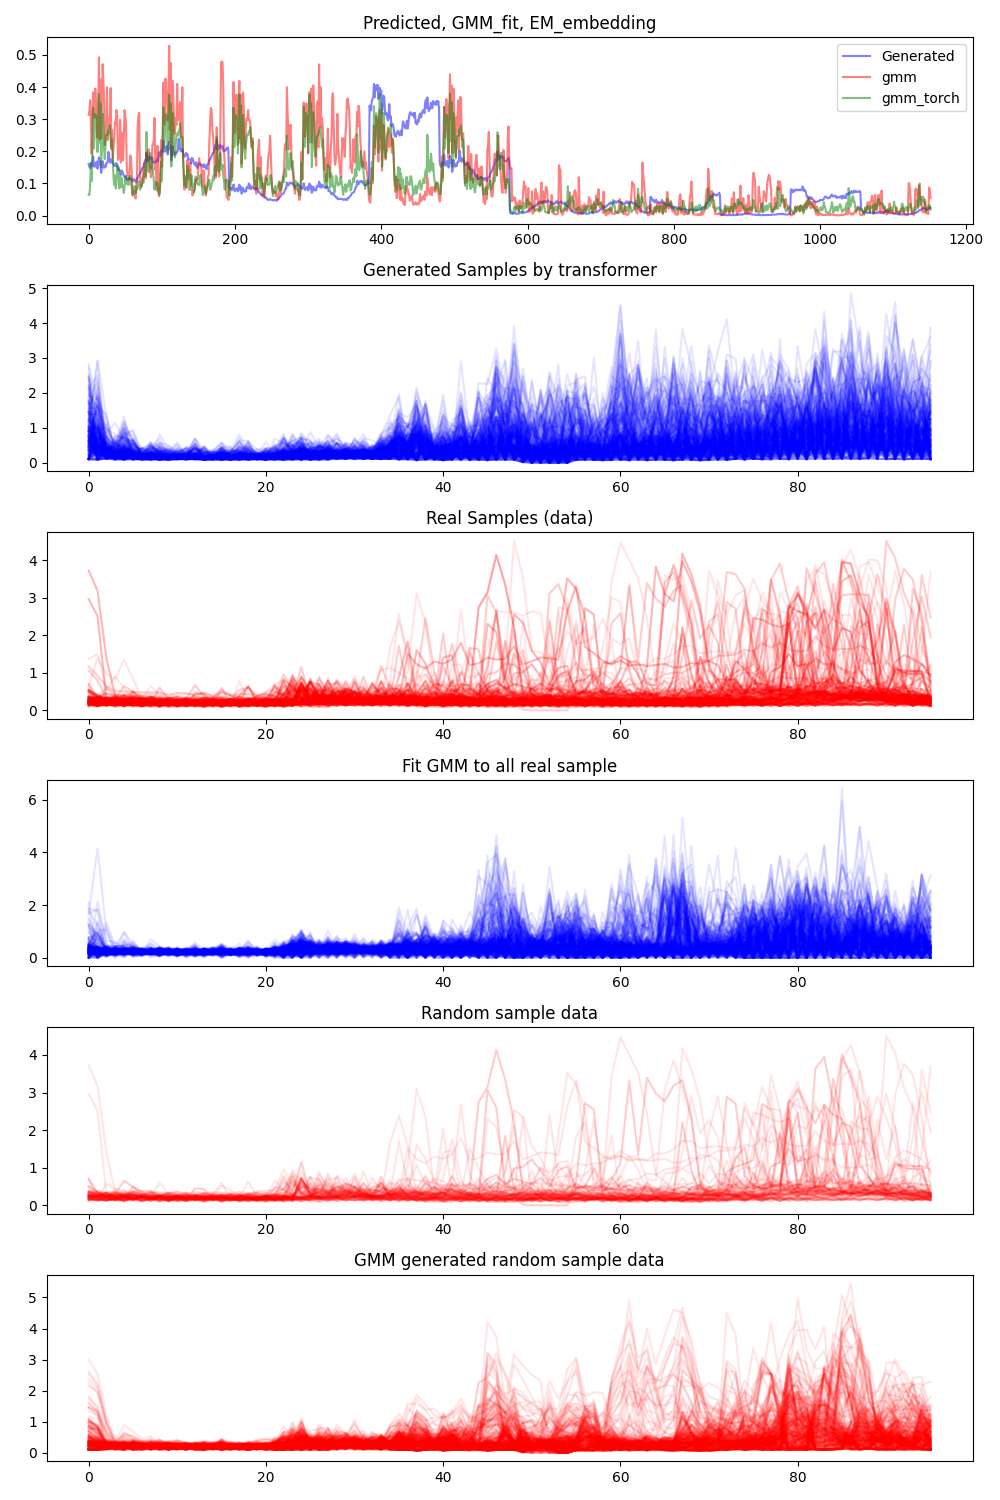 Predicted, GMM_fit, EM_embedding
0.5
0.4
0.3
0.2
0.1
0.0
Generated
gmm
gmm_torch
0 200 400 600 800 1000 1200
Generated Samples by transformer
5
4
3
2
1
0
0 20 40 60 80
Real Samples (data)
4
3
2
1
0
0 20 40 60 80
Fit GMM to all real sample
6
4
2
0
0 20 40 60 80
Random sample data
4
3
2
1
0
0 20 40 60 80
GMM generated random sample data
5
4
3
2
1
0
0 20 40 60 80